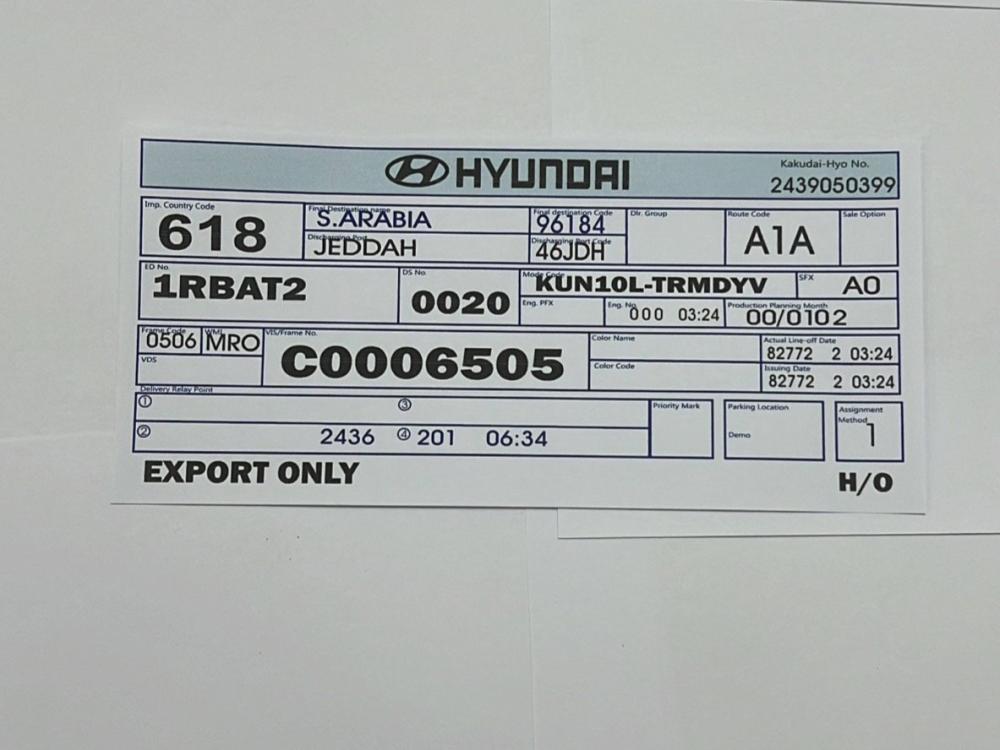 HYUNDAI
Kakudai-Hyo No.
2439050399
Imp. Country Code
618
Final Destination name
S.ARABIA
Discharging Port
JEDDAH
Final destination Code
96184
Discharging Port Code
46JDH
Dlr. Group
Route Code
A1A
Sale Option
ED No.
1RBAT2
DS No.
0020
Mode Code
KUN10L-TRMDYV
SFX
AO
Eng. PFX
Eng. No.
000 03:24
Production Planning Month
00/0102
Frame Code
0506
WMI
MRO
VDS
VIS/Frame No.
C0006505
Color Name
Color Code
Actual Line-off Date
82772 2 03:24
Issuing Date
82772 2 03:24
Delivery Relay Point
①
③
② 2436
④ 201 06:34
Priority Mark
Parking Location
Demo
Assignment
Method
1
EXPORT ONLY
H/O